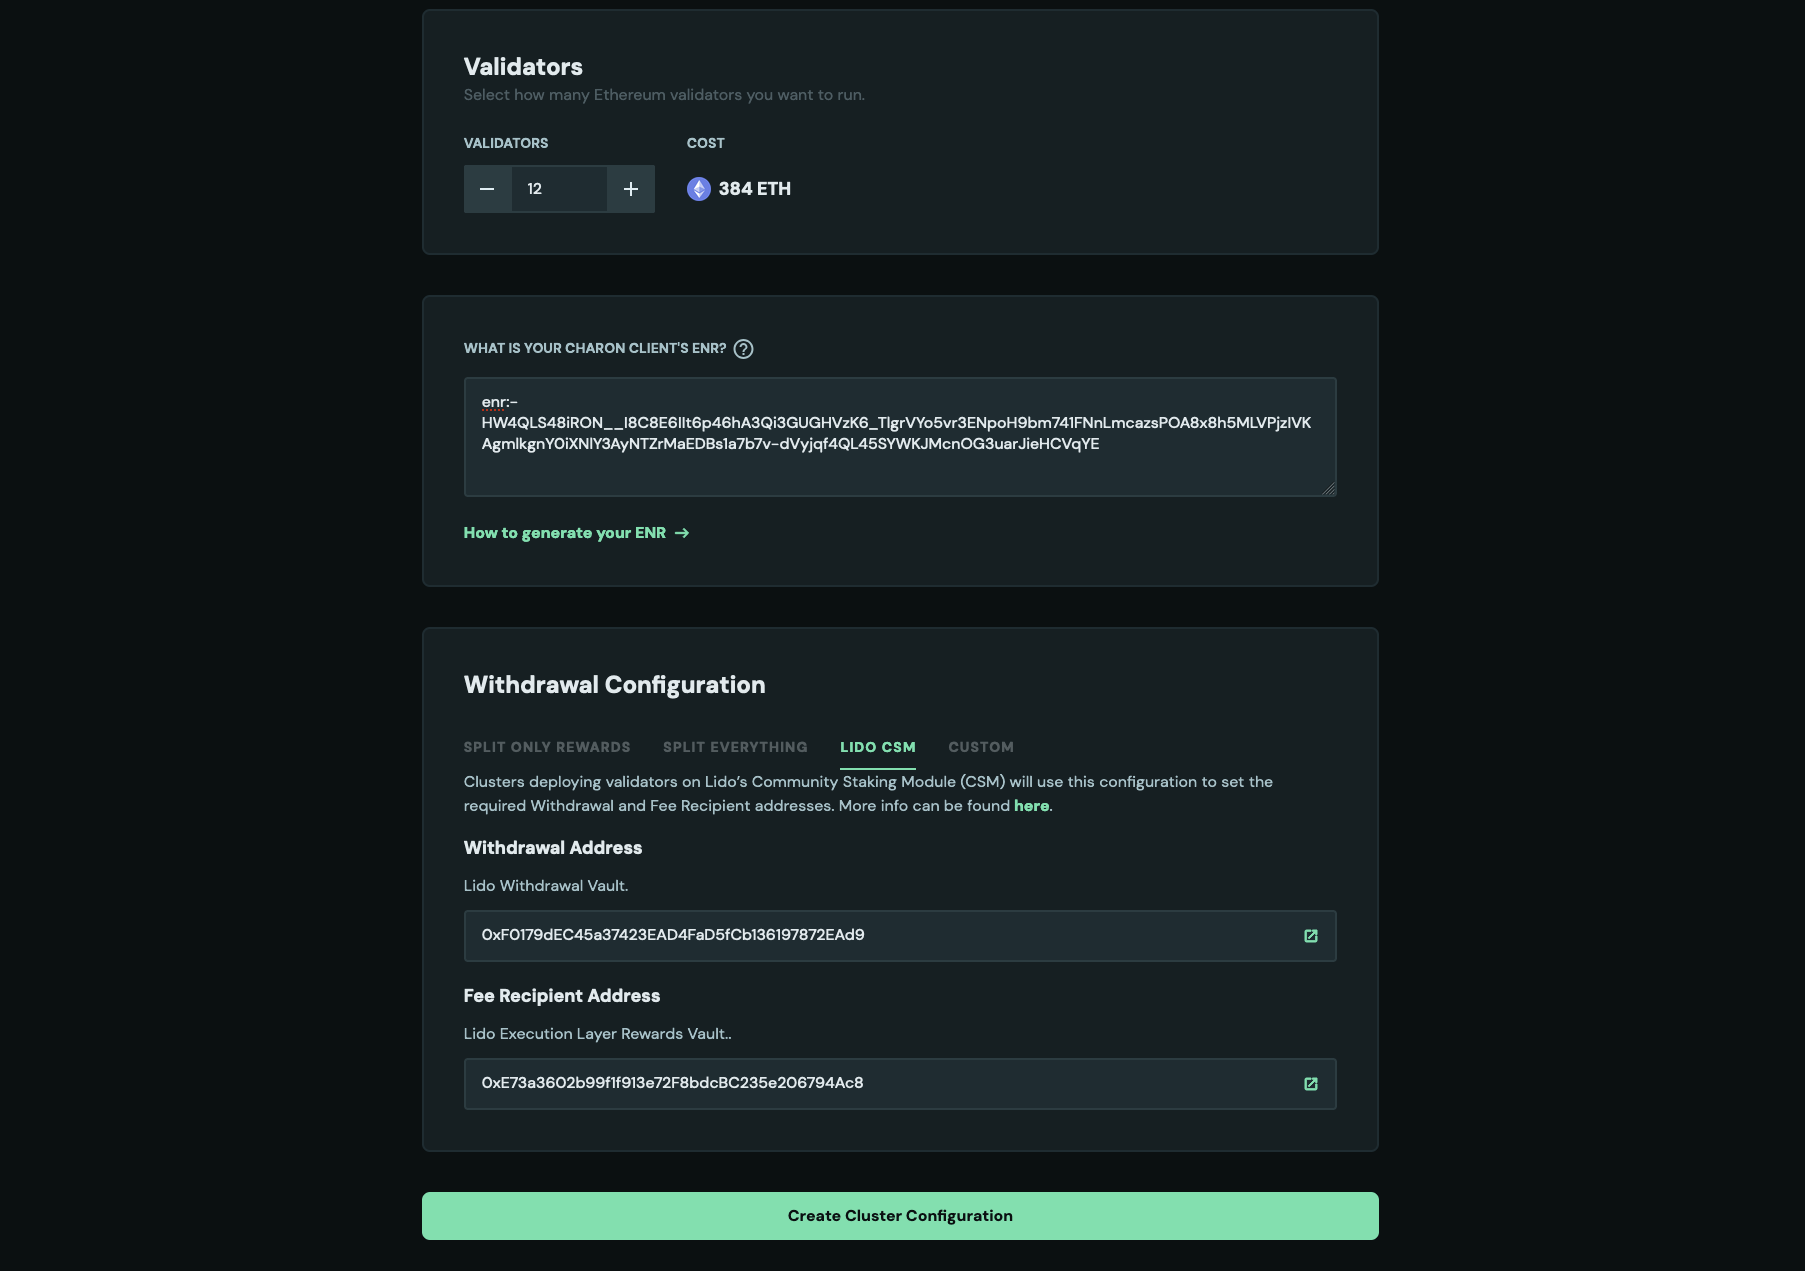 Validators
Select how many Ethereum validators you want to run.
VALIDATORS
COST
12
384 ETH
WHAT IS YOUR CHARON CLIENT'S ENR?
enr:-
HW4QLS48iRON__I8C8E6IIt6p46hA3Qi3GUGHVzK6_TlgrVYo5vr3ENpoH9bm741FNnLmcazsPOA8x8h5MLVPjzIVK
AgmlkgnY0iXNlY3AyNTZrMaEDBs1a7b7v-dVyjqf4QL45SYWKJMcnOG3uarJieHCVqYE
How to generate your ENR →
Withdrawal Configuration
SPLIT ONLY REWARDS
SPLIT EVERYTHING
LIDO CSM
CUSTOM
Clusters deploying validators on Lido’s Community Staking Module (CSM) will use this configuration to set the
required Withdrawal and Fee Recipient addresses. More info can be found here.
Withdrawal Address
Lido Withdrawal Vault.
0xF0179dEC45a37423EAD4FaD5fCb136197872EAd9
Fee Recipient Address
Lido Execution Layer Rewards Vault..
0xE73a3602b99f1f913e72F8bdcBC235e206794Ac8
Create Cluster Configuration